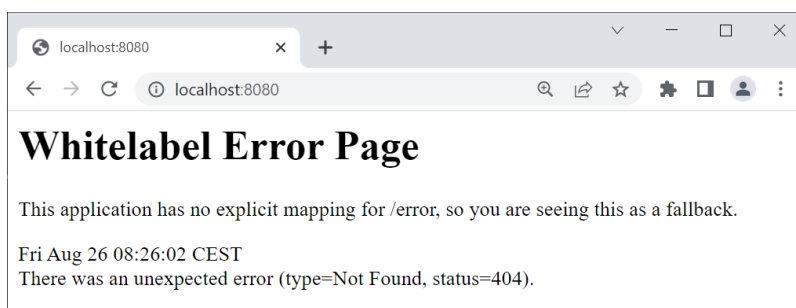 localhost:8080
localhost:8080
Whitelabel Error Page
This application has no explicit mapping for /error, so you are seeing this as a fallback.
Fri Aug 26 08:26:02 CEST
There was an unexpected error (type=Not Found, status=404).